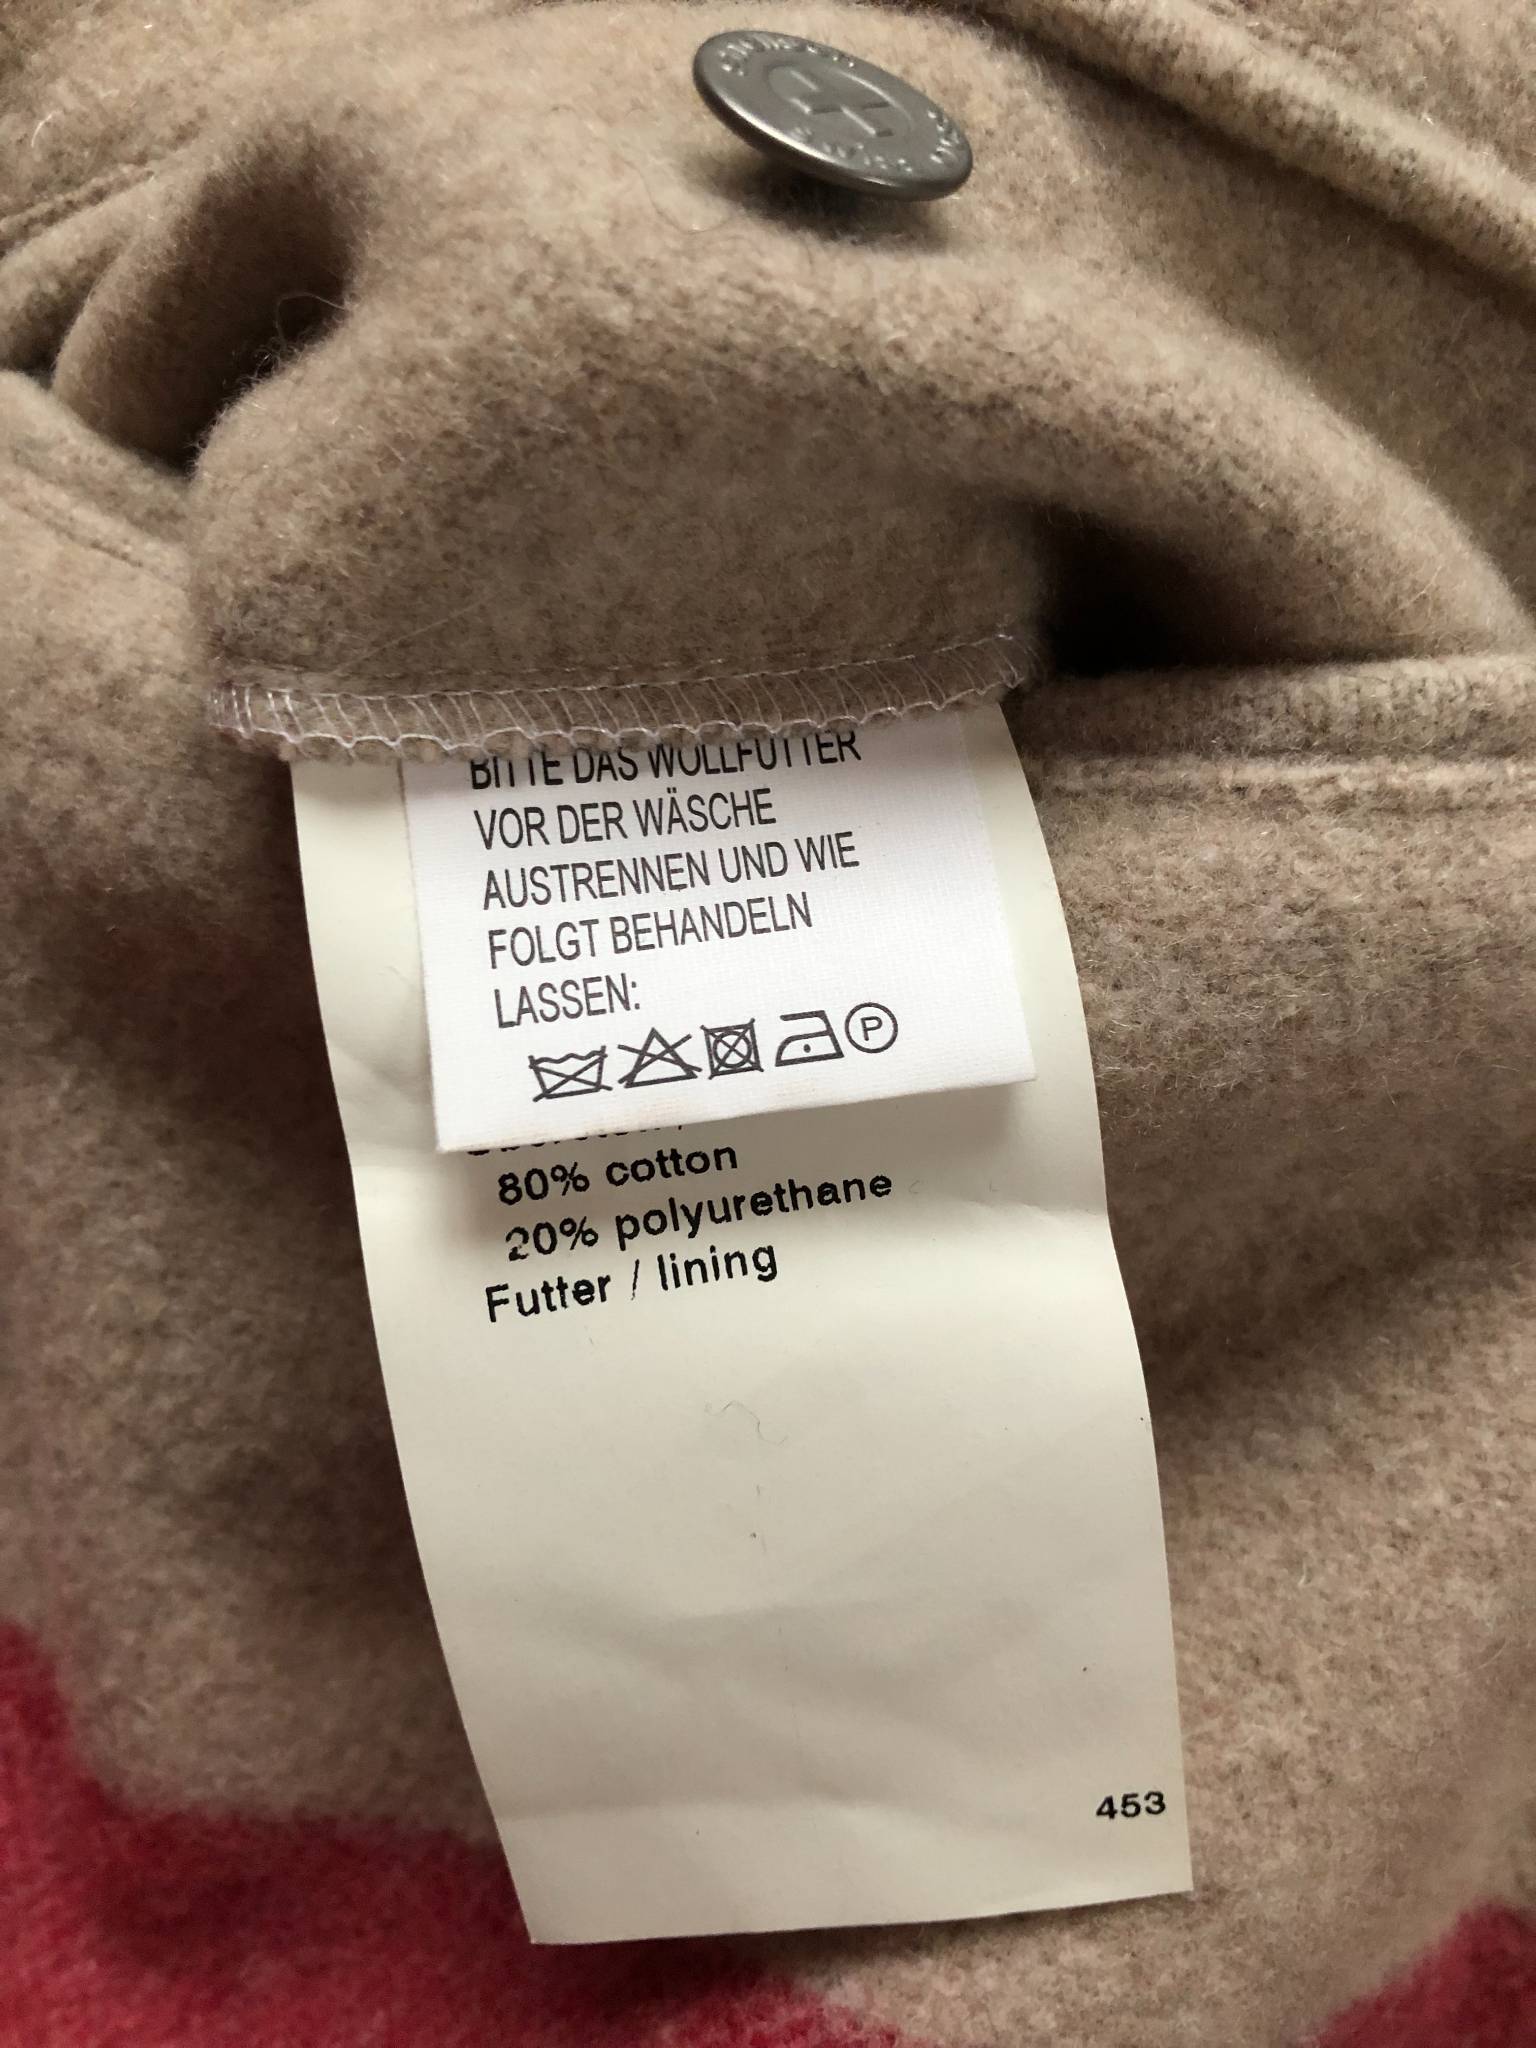 BITTE DAS WOLLFUTTER
VOR DER WÄSCHE
AUSTRENNEN UND WIE
FOLGT BEHANDELN
LASSEN:
P
80% cotton
20% polyurethane
Futter / lining
453